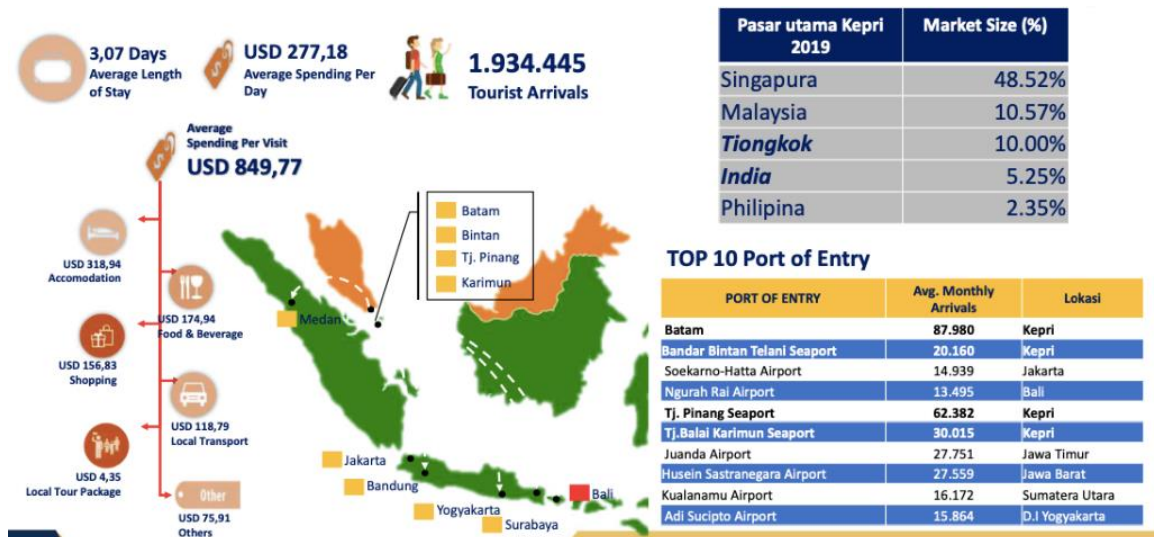 3,07 Days
Average Length
of Stay
USD 277,18
Average Spending Per
Day
1.934.445
Tourist Arrivals
Average
Spending Per Visit
USD 849,77
USD 318,94
Accomodation
USD 174,94
Food & Beverage
USD 156,83
Shopping
USD 118,79
Local Transport
USD 4,35
Local Tour Package
Other
USD 75,91
Others
Batam
Bintan
Tj. Pinang
Karimun
Medan
Jakarta
Bandung
Yogyakarta
Surabaya
Bali
Pasar utama Kepri 2019 Market Size (%)
Singapura 48.52%
Malaysia 10.57%
Tiongkok 10.00%
India 5.25%
Philipina 2.35%
TOP 10 Port of Entry
PORT OF ENTRY Avg. Monthly Arrivals Lokasi
Batam 87.980 Kepri
Bandar Bintan Telani Seaport 20.160 Kepri
Soekarno-Hatta Airport 14.939 Jakarta
Ngurah Rai Airport 13.495 Bali
Tj. Pinang Seaport 62.382 Kepri
Tj.Balai Karimun Seaport 30.015 Kepri
Juanda Airport 27.751 Jawa Timur
Husein Sastranegara Airport 27.559 Jawa Barat
Kualanamu Airport 16.172 Sumatera Utara
Adi Sucipto Airport 15.864 D.I Yogyakarta